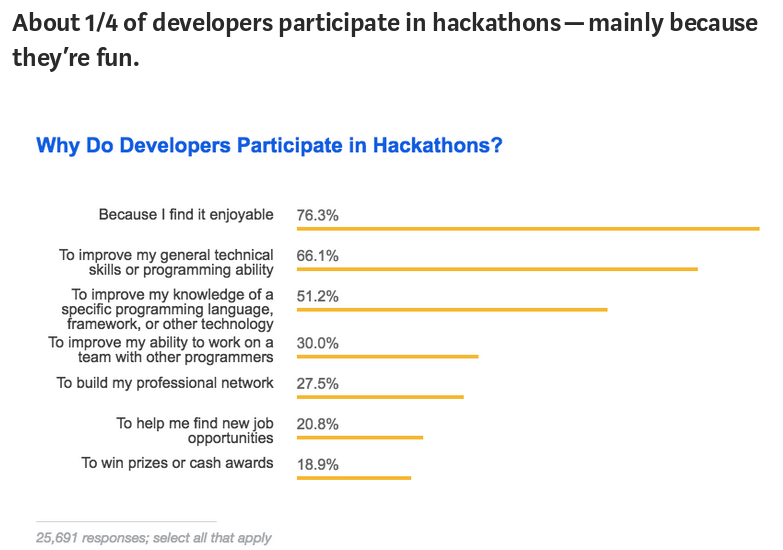 About 1/4 of developers participate in hackathons — mainly because
they’re fun.
Why Do Developers Participate in Hackathons?
Because I find it enjoyable 76.3%
To improve my general technical 66.1%
skills or programming ability
To improve my knowledge of a 51.2%
specific programming language,
framework, or other technology
To improve my ability to work on a 30.0%
team with other programmers
To build my professional network 27.5%
To help me find new job 20.8%
opportunities
To win prizes or cash awards 18.9%
25,691 responses; select all that apply